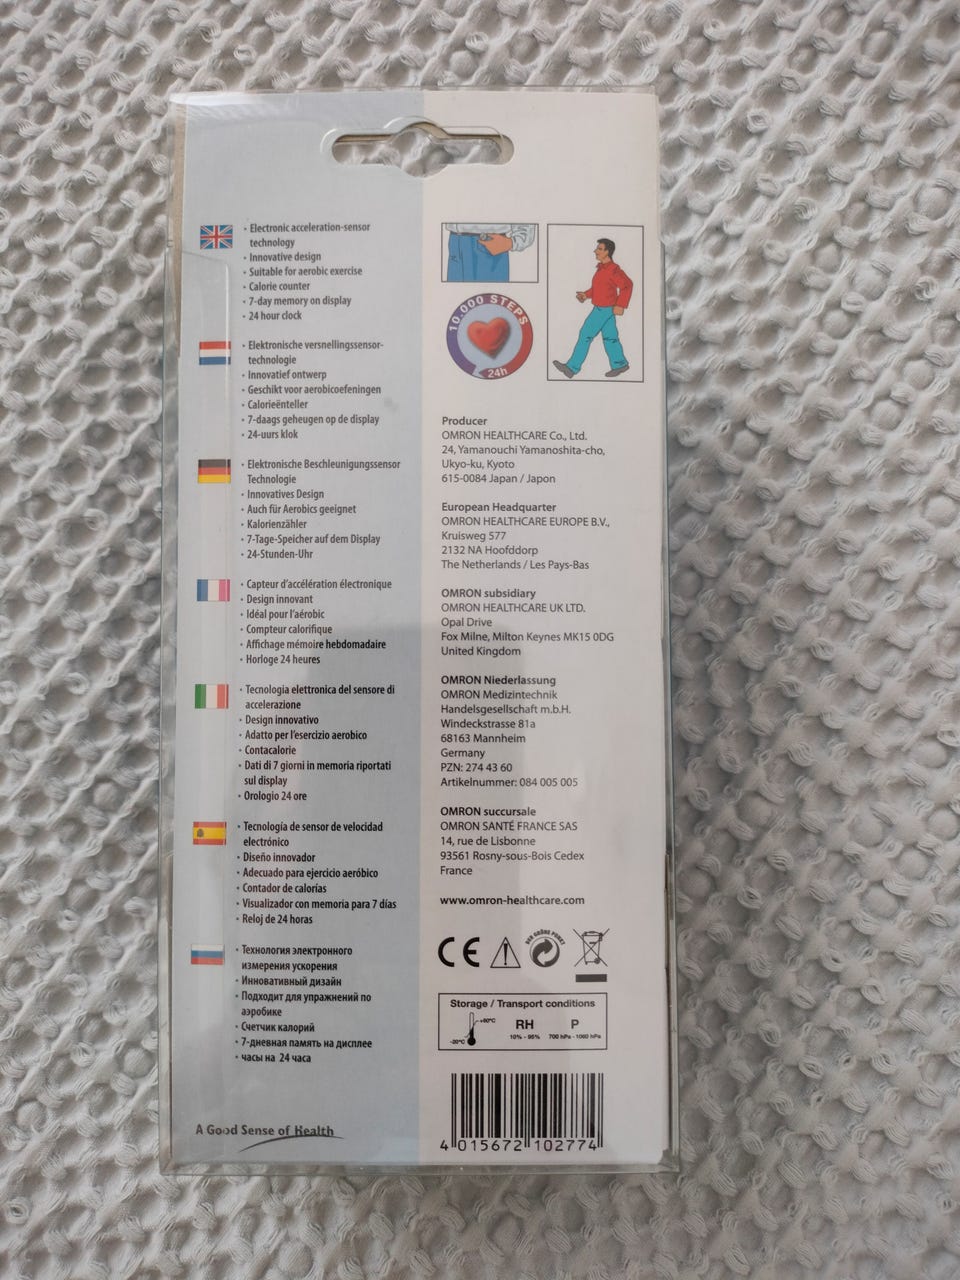 • Electronic acceleration-sensor
technology
• Innovative design
• Suitable for aerobic exercise
• Calorie counter
• 7-day memory on display
• 24 hour clock
• Elektronische versnellingssensor-
technologie
• Innovatief ontwerp
• Geschikt voor aerobicoefeningen
• Calorieënteller
• 7-daags geheugen op de display
• 24-uurs klok
• Elektronische Beschleunigungssensor
Technologie
• Innovatives Design
• Auch für Aerobics geeignet
• Kalorienzähler
• 7-Tage-Speicher auf dem Display
• 24-Stunden-Uhr
• Capteur d'accélération électronique
• Design innovant
• Idéal pour l'aérobic
• Compteur calorifique
• Affichage mémoire hebdomadaire
• Horloge 24 heures
• Tecnologia elettronica del sensore di
accelerazione
• Design innovativo
• Adatto per l'esercizio aerobico
• Contacalorie
• Dati di 7 giorni in memoria riportati
sul display
• Orologio 24 ore
• Tecnología de sensor de velocidad
electrónico
• Diseño innovador
• Adecuado para ejercicio aeróbico
• Contador de calorías
• Visualizador con memoria para 7 días
• Reloj de 24 horas
• Технология электронного
измерения ускорения
• Инновативный дизайн
• Подходит для упражнений по
аэробике
• Счетчик калорий
• 7-дневная память на дисплее
• часы на 24 часа
A Good Sense of Health
10.000 STEPS
24h
Producer
OMRON HEALTHCARE Co., Ltd.
24, Yamanouchi Yamanoshita-cho,
Ukyo-ku, Kyoto
615-0084 Japan / Japon
European Headquarter
OMRON HEALTHCARE EUROPE B.V.,
Kruisweg 577
2132 NA Hoofddorp
The Netherlands / Les Pays-Bas
OMRON subsidiary
OMRON HEALTHCARE UK LTD.
Opal Drive
Fox Milne, Milton Keynes MK15 0DG
United Kingdom
OMRON Niederlassung
OMRON Medizintechnik
Handelsgesellschaft m.b.H.
Windeckstrasse 81a
68163 Mannheim
Germany
PZN: 274 43 60
Artikelnummer: 084 005 005
OMRON succursale
OMRON SANTÉ FRANCE SAS
14, rue de Lisbonne
93561 Rosny-sous-Bois Cedex
France
www.omron-healthcare.com
CE
DER GRÜNE PUNKT
Storage / Transport conditions
+60°C
-20°C
RH
10% - 95%
P
700 hPa - 1060 hPa
4 015672 102774